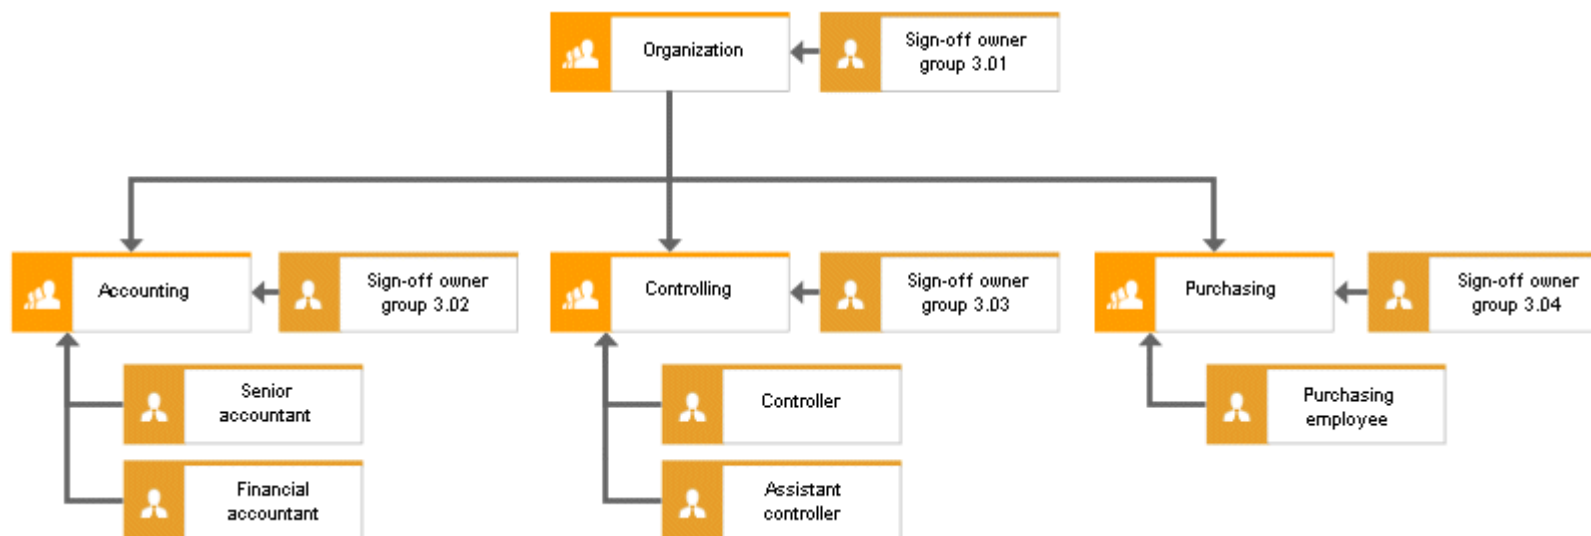 Organization
Sign-off owner
group 3.01
Accounting
Sign-off owner
group 3.02
Controlling
Sign-off owner
group 3.03
Purchasing
Sign-off owner
group 3.04
Senior
accountant
Controller
Purchasing
employee
Financial
accountant
Assistant
controller